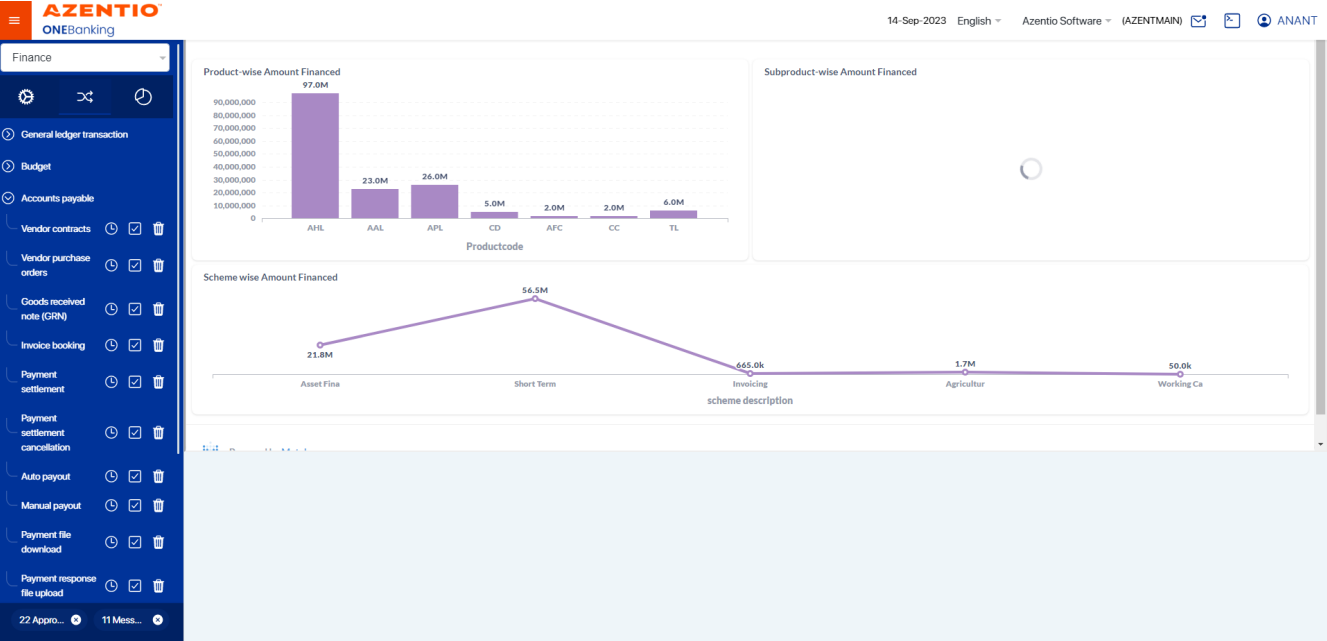 AZENTIO
ONEBanking
14-Sep-2023 English Azentio Software (AZENTMAIN) ANANT
Finance
General ledger transaction
Budget
Accounts payable
Vendor contracts
Vendor purchase
orders
Goods received
note (GRN)
Invoice booking
Payment
settlement
Payment
settlement
cancellation
Auto payout
Manual payout
Payment file
download
Payment response
file upload
22 Appro... 11 Mess...
Product-wise Amount Financed
97.0M
90,000,000
80,000,000
70,000,000
60,000,000
50,000,000
40,000,000
30,000,000
20,000,000
10,000,000
0
23.0M
26.0M
5.0M
2.0M
2.0M
6.0M
AHL AAL APL CD AFC CC TL
Productcode
Subproduct-wise Amount Financed
Scheme wise Amount Financed
56.5M
21.8M
665.0k
1.7M
50.0k
Asset Fina Short Term Invoicing Agricultur Working Ca
scheme description